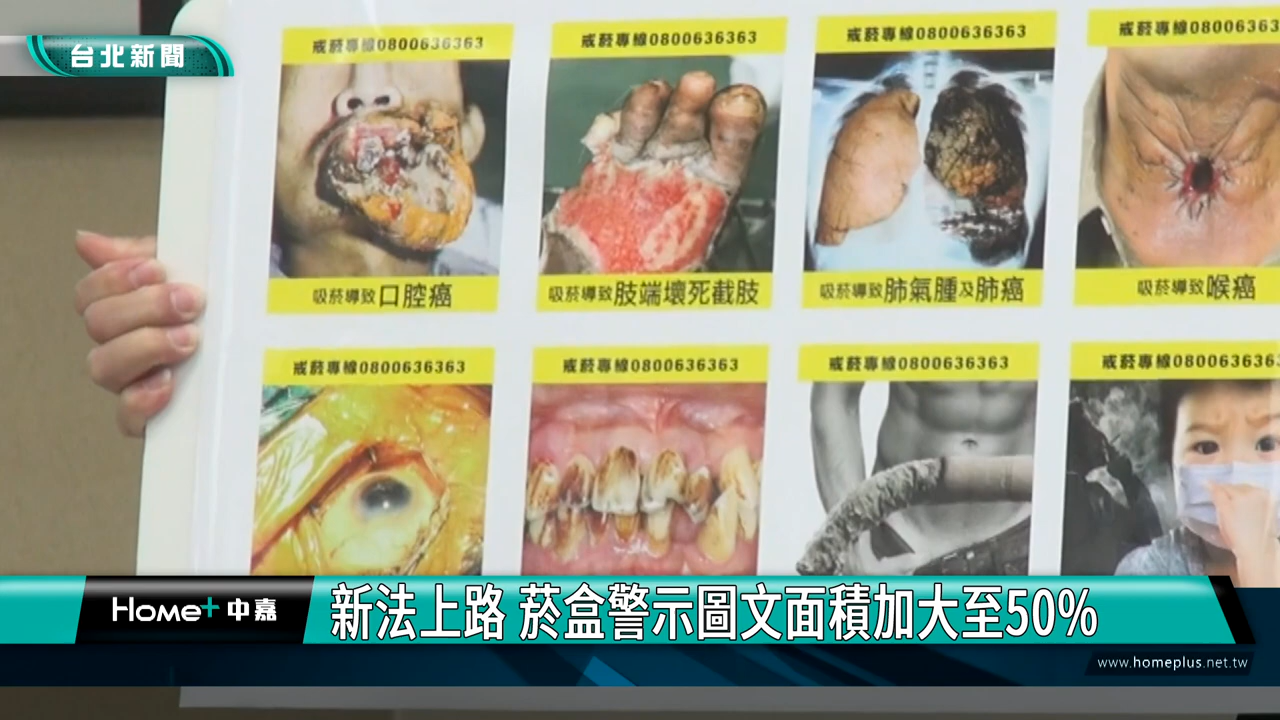 台北新聞
戒菸專線0800636363
戒菸專線0800636363
戒菸專線0800636363
戒菸專線08006363
吸菸導致口腔癌
吸菸導致肢端壞死截肢
吸菸導致肺氣腫及肺癌
吸菸導致喉癌
戒菸專線0800636363
戒菸專線0800636363
戒菸專線0800636363
戒菸專線0800636363
Home+中嘉
新法上路 菸盒警示圖文面積加大至50%
www.homeplus.net.tw